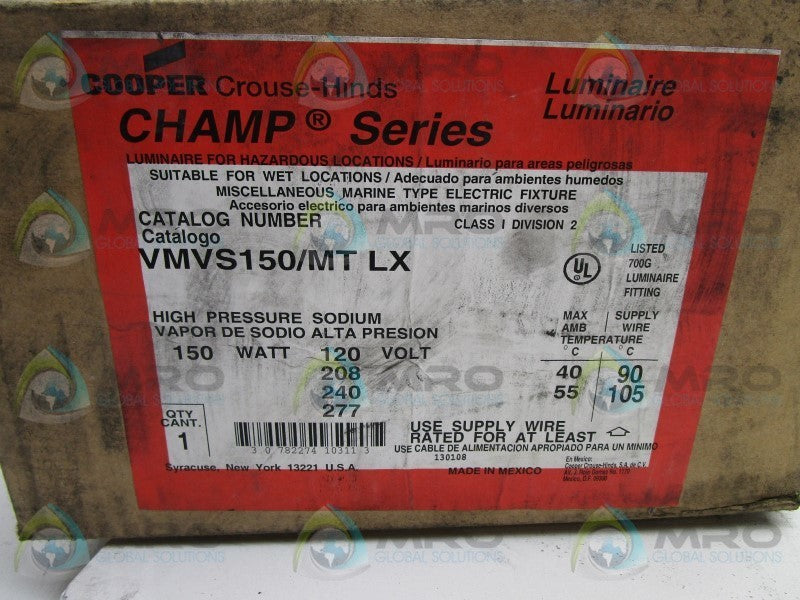 COOPER Crouse-Hinds
CHAMP® Series
Luminaire
Luminario
LUMINAIRE FOR HAZARDOUS LOCATIONS / Luminario para areas peligrosas
SUITABLE FOR WET LOCATIONS / Adecuado para ambientes humedos
MISCELLANEOUS MARINE TYPE ELECTRIC FIXTURE
Accesorio electrico para ambientes marinos diversos
CATALOG NUMBER
Catálogo
CLASS I DIVISION 2
VMVS150/MT LX
UL
LISTED
700G
LUMINAIRE
FITTING
HIGH PRESSURE SODIUM
VAPOR DE SODIO ALTA PRESION
150 WATT 120 VOLT
208
240
277
MAX SUPPLY
AMB WIRE
TEMPERATURE
°C °C
40 90
55 105
QTY
CANT.
1
3 0 782274 10311 3
USE SUPPLY WIRE
RATED FOR AT LEAST
USE CABLE DE ALIMENTACION APROPIADO PARA UN MINIMO
130108
MADE IN MEXICO
Syracuse, New York 13221 U.S.A.
En Mexico:
Cooper Crouse-Hinds, S.A. de C.V.
Mexico, D.F.
MRO
GLOBAL SOLUTIONS